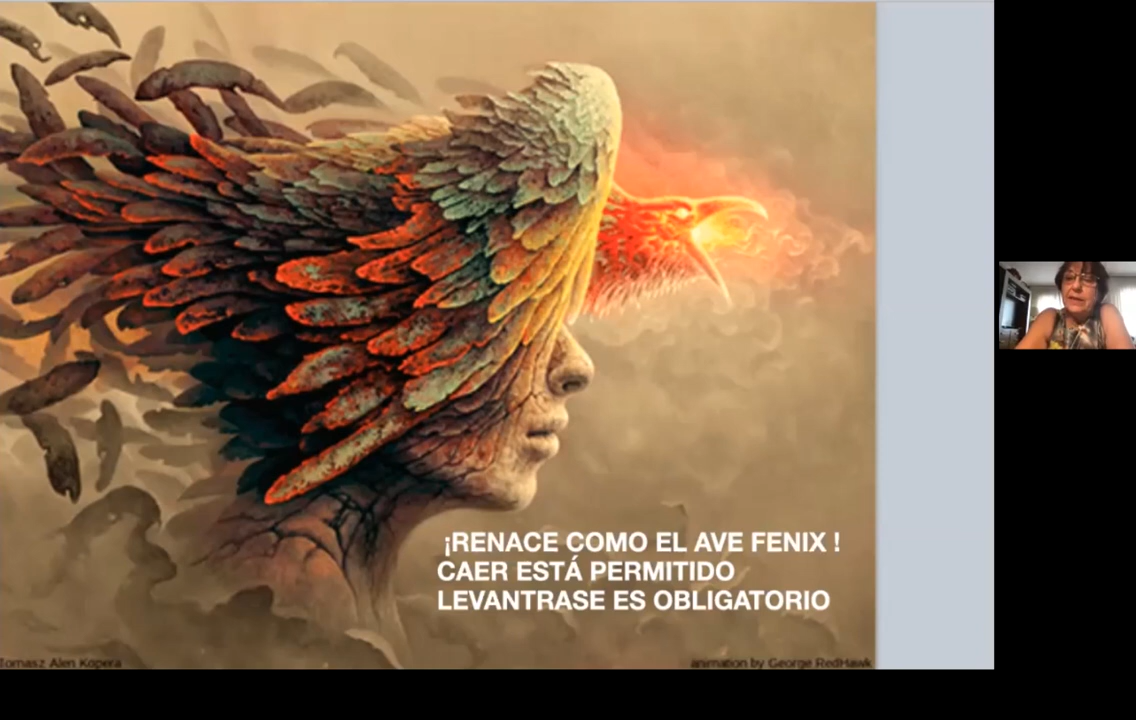 ¡RENACE COMO EL AVE FENIX !
CAER ESTÁ PERMITIDO
LEVANTRASE ES OBLIGATORIO
Tomasz Alen Kopera
animation by George RedHawk